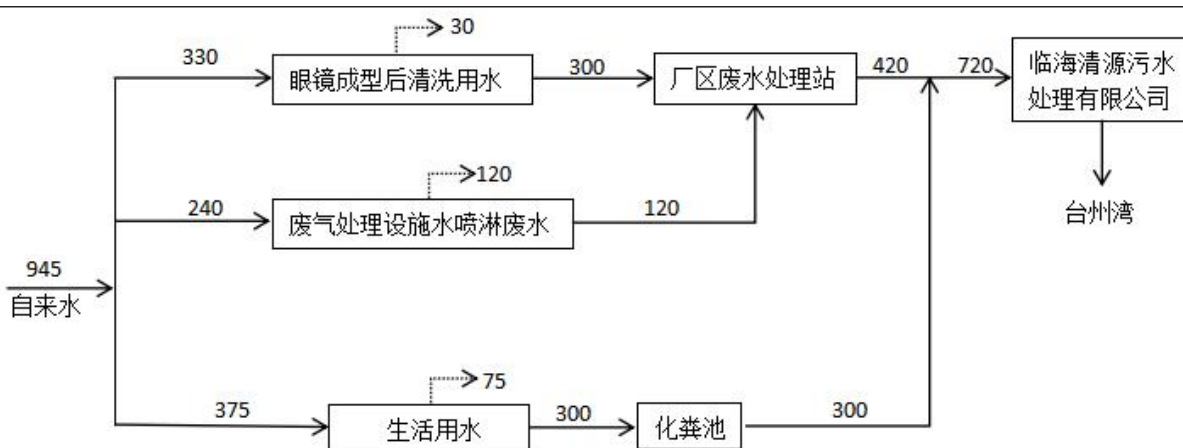 30
330
眼镜成型后清洗用水
300
厂区废水处理站
420
720
临海清源污水
处理有限公司
120
240
废气处理设施水喷淋废水
120
台州湾
945
自来水
75
375
生活用水
300
化粪池
300